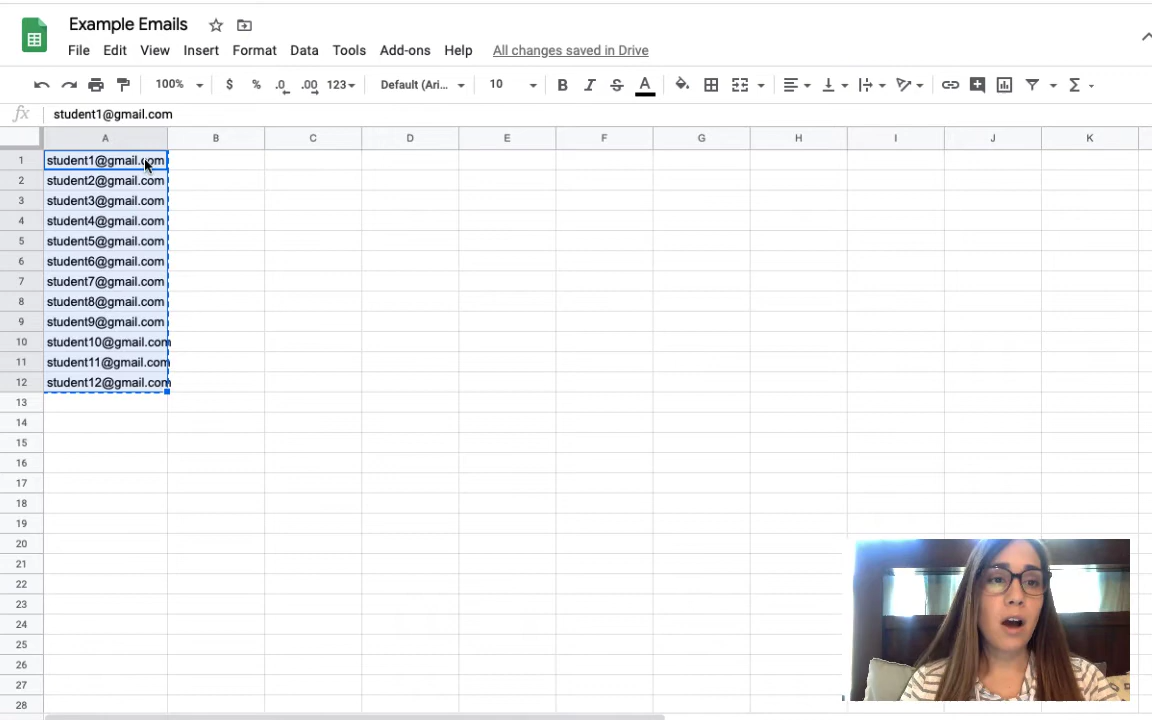 Example Emails
File Edit View Insert Format Data Tools Add-ons Help All changes saved in Drive
100% $ % .0 .00 123 Default (Ari... 10 B I S A Σ
fx student1@gmail.com
A B C D E F G H I J K
1 student1@gmail.com
2 student2@gmail.com
3 student3@gmail.com
4 student4@gmail.com
5 student5@gmail.com
6 student6@gmail.com
7 student7@gmail.com
8 student8@gmail.com
9 student9@gmail.com
10 student10@gmail.com
11 student11@gmail.com
12 student12@gmail.com
13
14
15
16
17
18
19
20
21
22
23
24
25
26
27
28